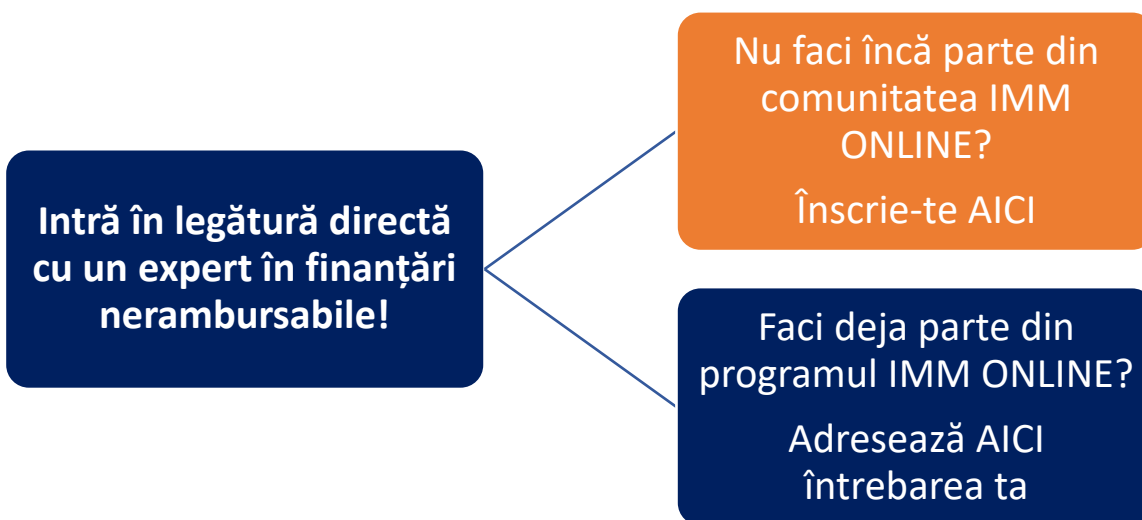 Intră în legătură directă
cu un expert în finanțări
nerambursabile!
Nu faci încă parte din
comunitatea IMM
ONLINE?
Înscrie-te AICI
Faci deja parte din
programul IMM ONLINE?
Adresează AICI
întrebarea ta